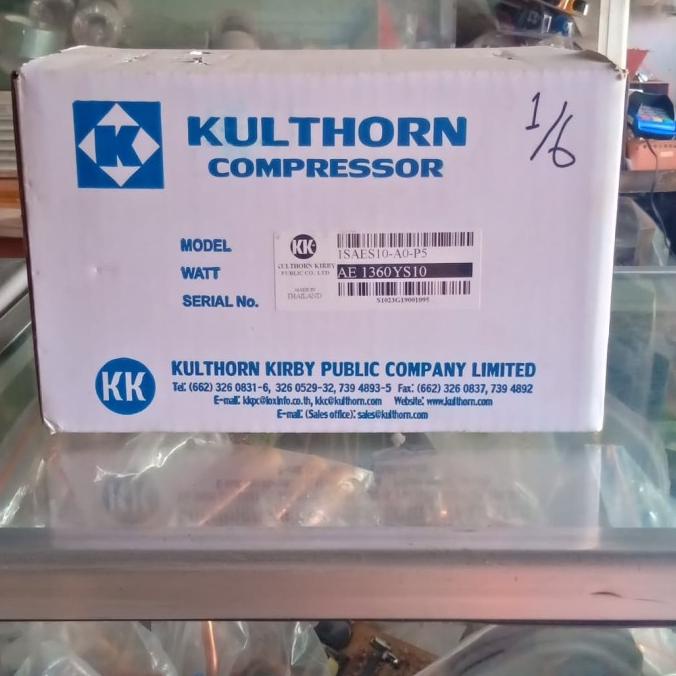 K
KULTHORN
COMPRESSOR
1/6
MODEL
WATT
SERIAL No.
KK
KULTHORN KIRBY
PUBLIC CO., LTD
MADE IN
THAILAND
1SAES10-A0-P5
AE 1360YS10
S1023G19001095
KK
KULTHORN KIRBY PUBLIC COMPANY LIMITED
Tel: (662) 326 0831-6, 326 0529-32, 739 4893-5 Fax: (662) 326 0837, 739 4892
E-mail: kkpc@loxinfo.co.th, kkc@kulthorn.com Website: www.kulthorn.com
E-mail: (Sales office): sales@kulthorn.com